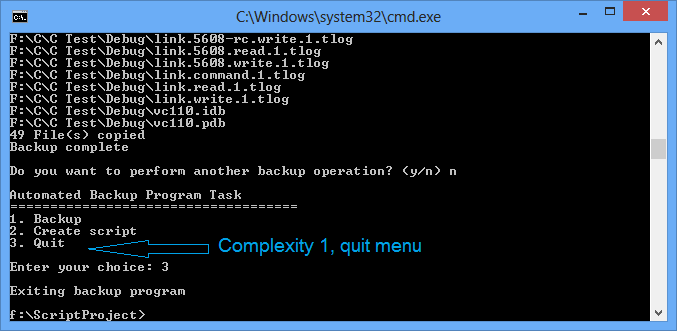 C:\Windows\system32\cmd.exe
F:\C\C Test\Debug\link.5608-rc.write.1.tlog
F:\C\C Test\Debug\link.5608.read.1.tlog
F:\C\C Test\Debug\link.5608.write.1.tlog
F:\C\C Test\Debug\link.command.1.tlog
F:\C\C Test\Debug\link.read.1.tlog
F:\C\C Test\Debug\link.write.1.tlog
F:\C\C Test\Debug\vc110.idb
F:\C\C Test\Debug\vc110.pdb
49 File(s) copied
Backup complete
Do you want to perform another backup operation? (y/n) n
Automated Backup Program Task
====================================
1. Backup
2. Create script
3. Quit
Complexity 1, quit menu
Enter your choice: 3
Exiting backup program
f:\ScriptProject>